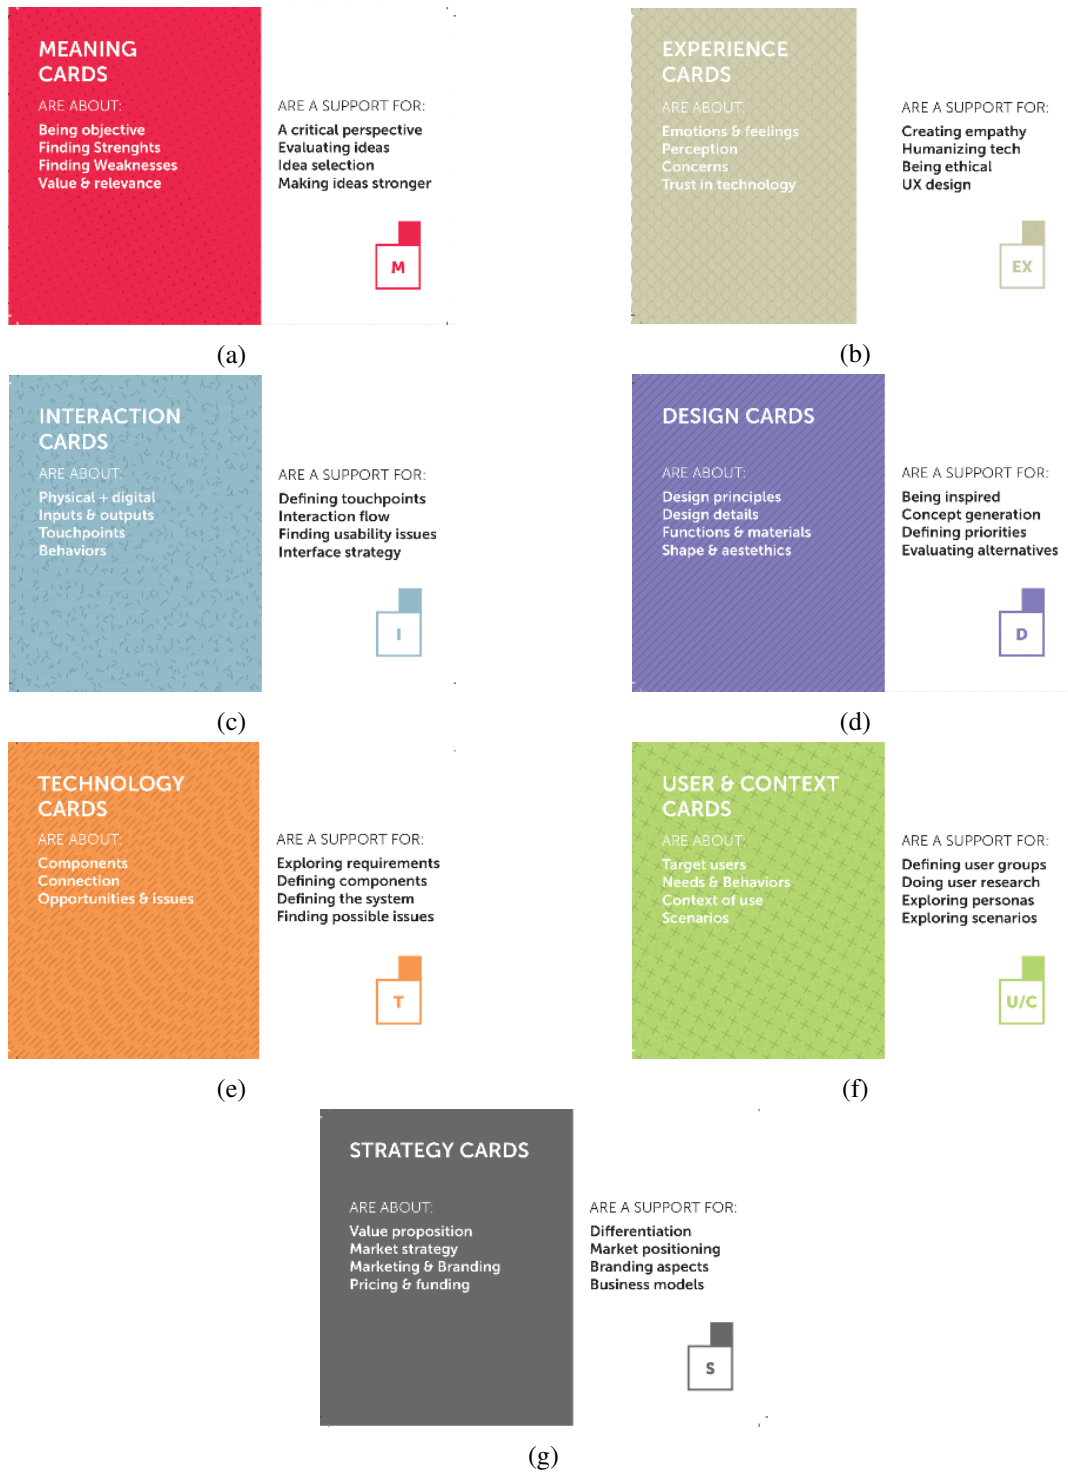 MEANING
CARDS
ARE ABOUT:
Being objective
Finding Strenghts
Finding Weaknesses
Value & relevance
ARE A SUPPORT FOR:
A critical perspective
Evaluating ideas
Idea selection
Making ideas stronger
M
(a)
EXPERIENCE
CARDS
ARE ABOUT:
Emotions & feelings
Perception
Concerns
Trust in technology
ARE A SUPPORT FOR:
Creating empathy
Humanizing tech
Being ethical
UX design
EX
(b)
INTERACTION
CARDS
ARE ABOUT:
Physical + digital
Inputs & outputs
Touchpoints
Behaviors
ARE A SUPPORT FOR:
Defining touchpoints
Interaction flow
Finding usability issues
Interface strategy
I
(c)
DESIGN CARDS
ARE ABOUT:
Design principles
Design details
Functions & materials
Shape & aestethics
ARE A SUPPORT FOR:
Being inspired
Concept generation
Defining priorities
Evaluating alternatives
D
(d)
TECHNOLOGY
CARDS
ARE ABOUT:
Components
Connection
Opportunities & issues
ARE A SUPPORT FOR:
Exploring requirements
Defining components
Defining the system
Finding possible issues
T
(e)
USER & CONTEXT
CARDS
ARE ABOUT:
Target users
Needs & Behaviors
Context of use
Scenarios
ARE A SUPPORT FOR:
Defining user groups
Doing user research
Exploring personas
Exploring scenarios
U/C
(f)
STRATEGY CARDS
ARE ABOUT:
Value proposition
Market strategy
Marketing & Branding
Pricing & funding
ARE A SUPPORT FOR:
Differentiation
Market positioning
Branding aspects
Business models
S
(g)